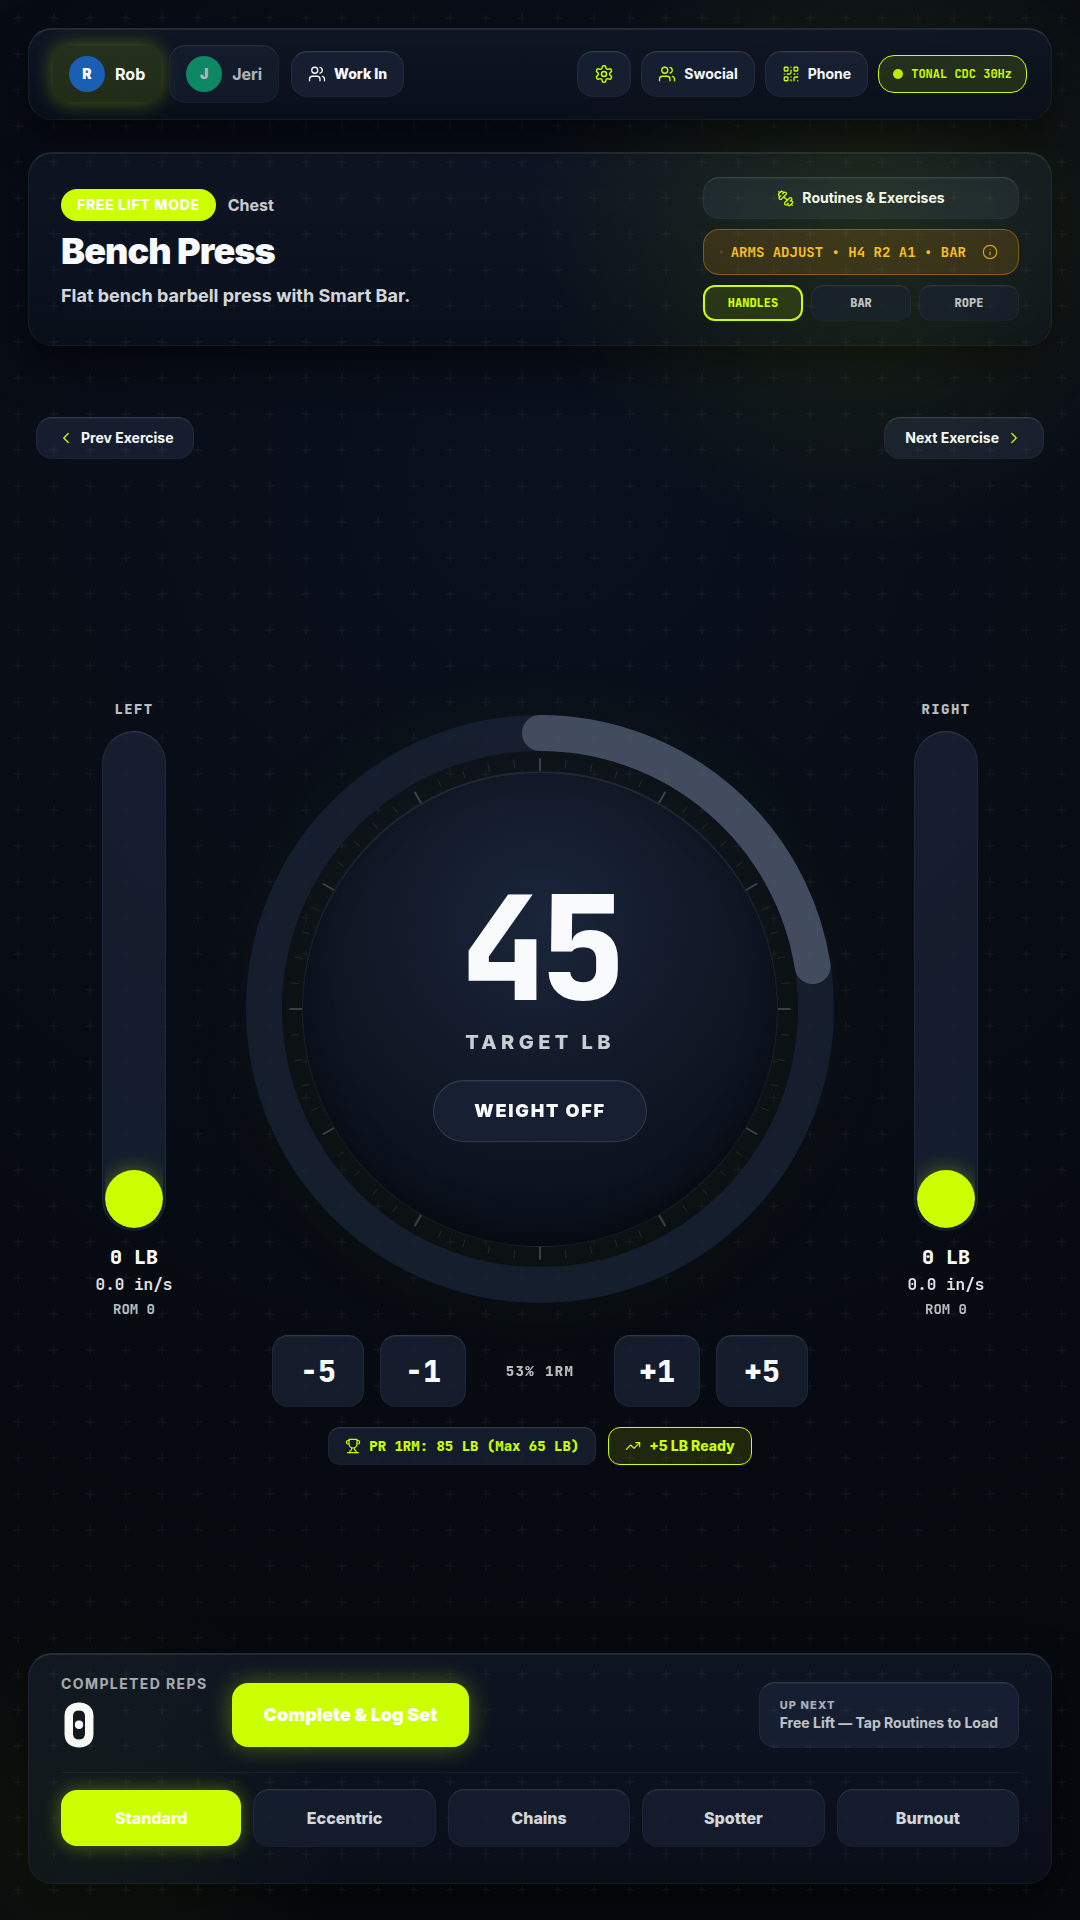 R Rob J Jeri Work In Swocial Phone TONAL CDC 30Hz
FREE LIFT MODE Chest
Bench Press
Flat bench barbell press with Smart Bar.
Routines & Exercises
ARMS ADJUST • H4 R2 A1 • BAR
HANDLES BAR ROPE
Prev Exercise Next Exercise
LEFT RIGHT
45
TARGET LB
WEIGHT OFF
0 LB 0 LB
0.0 in/s 0.0 in/s
ROM 0 ROM 0
-5 -1 53% 1RM +1 +5
PR 1RM: 85 LB (Max 65 LB) +5 LB Ready
COMPLETED REPS
0
Complete & Log Set
UP NEXT
Free Lift — Tap Routines to Load
Standard Eccentric Chains Spotter Burnout